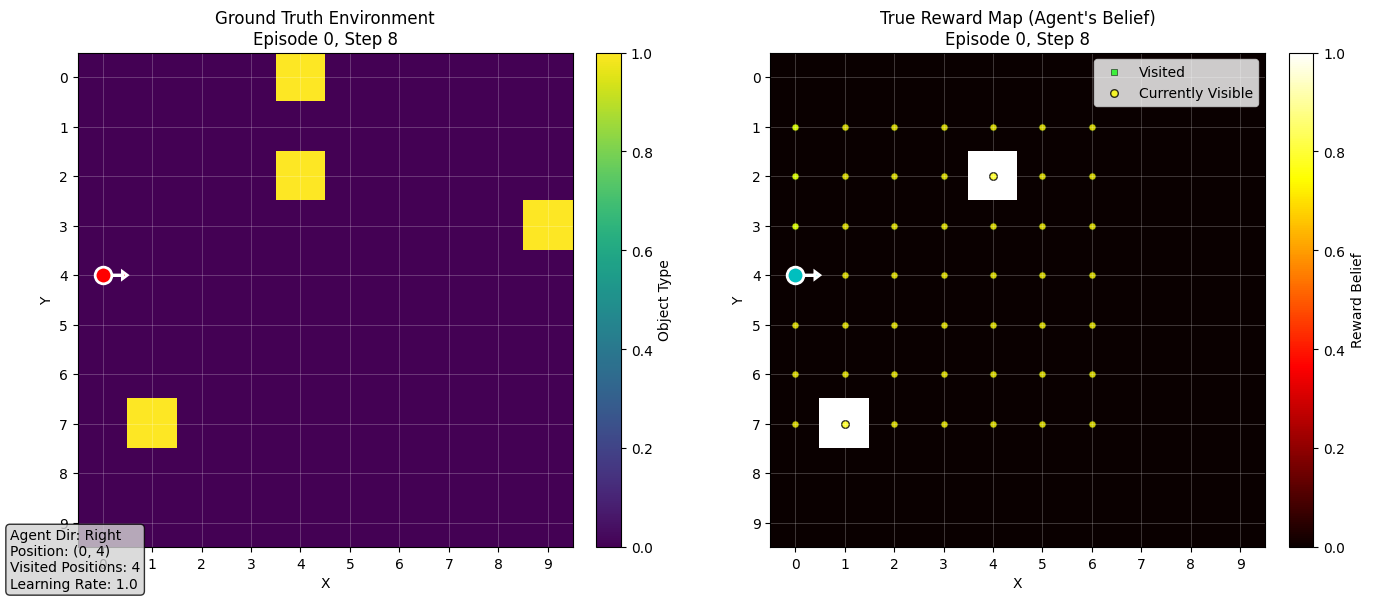 Ground Truth Environment
Episode 0, Step 8
0
1
2
3
4
5
6
7
8
9
Y
0 1 2 3 4 5 6 7 8 9
X
1.0
0.8
0.6
0.4
0.2
0.0
Object Type
Agent Dir: Right
Position: (0, 4)
Visited Positions: 4
Learning Rate: 1.0
True Reward Map (Agent's Belief)
Episode 0, Step 8
Visited
Currently Visible
0
1
2
3
4
5
6
7
8
9
Y
0 1 2 3 4 5 6 7 8 9
X
1.0
0.8
0.6
0.4
0.2
0.0
Reward Belief